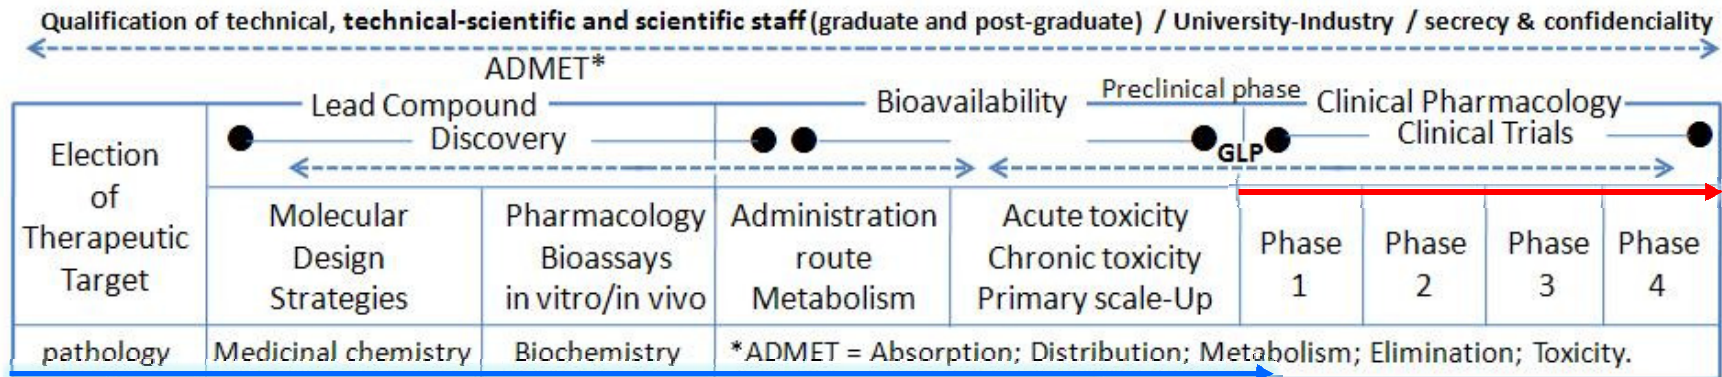 Qualification of technical, technical-scientific and scientific staff (graduate and post-graduate) / University-Industry / secrecy & confidenciality
ADMET*
Lead Compound
Discovery
Bioavailability
Preclinical phase
Clinical Pharmacology
Clinical Trials
GLP
Election
of
Therapeutic
Target
Molecular
Design
Strategies
Pharmacology
Bioassays
in vitro/in vivo
Administration
route
Metabolism
Acute toxicity
Chronic toxicity
Primary scale-Up
Phase
1
Phase
2
Phase
3
Phase
4
pathology
Medicinal chemistry
Biochemistry
*ADMET = Absorption; Distribution; Metabolism; Elimination; Toxicity.